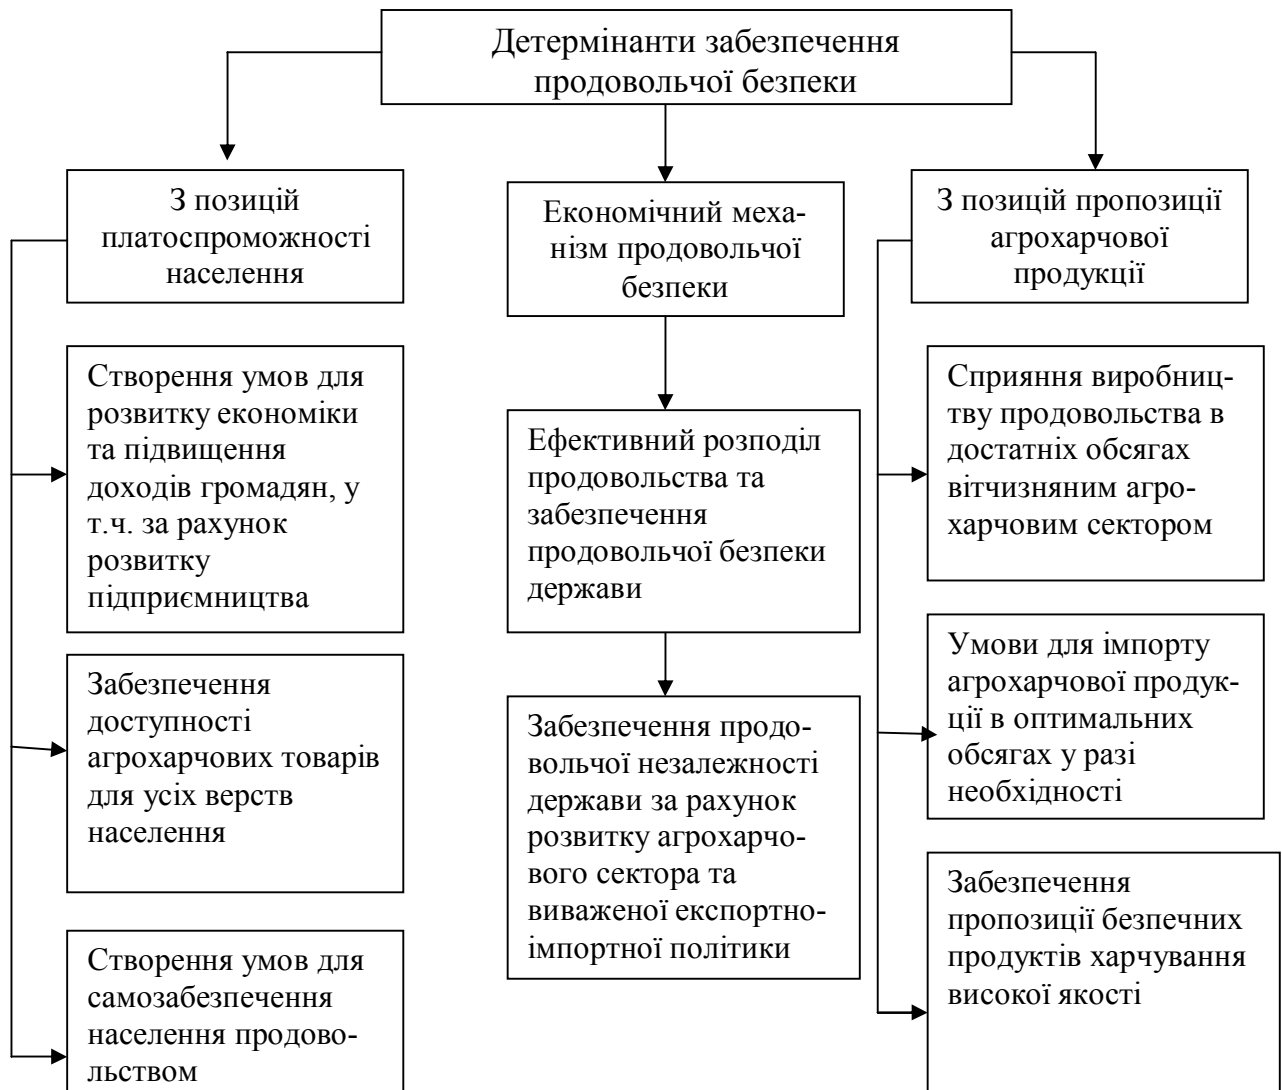 Детермінанти забезпечення
продовольчої безпеки
З позицій
платоспроможності
населення
Економічний меха-
нізм продовольчої
безпеки
З позицій пропозиції
агрохарчової
продукції
Створення умов для
розвитку економіки
та підвищення
доходів громадян, у
т.ч. за рахунок
розвитку
підприємництва
Забезпечення
доступності
агрохарчових товарів
для усіх верств
населення
Створення умов для
самозабезпечення
населення продово-
льством
Ефективний розподіл
продовольства та
забезпечення
продовольчої безпеки
держави
Забезпечення продо-
вольчої незалежності
держави за рахунок
розвитку агрохарчо-
вого сектора та
виваженої експортно-
імпортної політики
Сприяння виробниц-
тву продовольства в
достатніх обсягах
вітчизняним агро-
харчовим сектором
Умови для імпорту
агрохарчової продук-
ції в оптимальних
обсягах у разі
необхідності
Забезпечення
пропозиції безпечних
продуктів харчування
високої якості